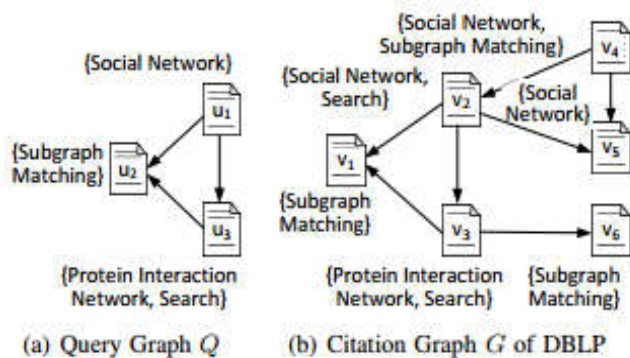 {Social Network}
u₁
{Subgraph
Matching}
u₂
u₃
{Protein Interaction
Network, Search}
(a) Query Graph Q
{Social Network,
Subgraph Matching}
v₄
{Social Network,
Search}
v₂
{Social
Network}
v₅
v₁
{Subgraph
Matching}
v₃
v₆
{Protein Interaction
Network, Search}
{Subgraph
Matching}
(b) Citation Graph G of DBLP